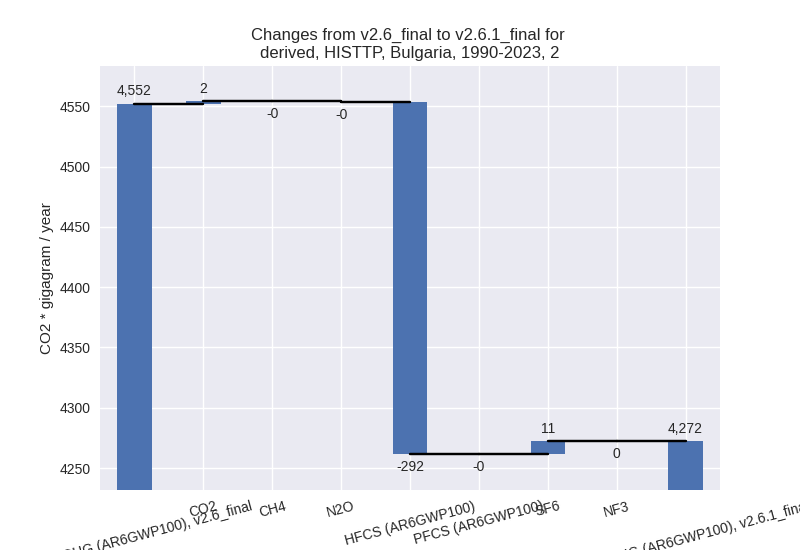 Changes from v2.6_final to v2.6.1_final for
derived, HISTTP, Bulgaria, 1990-2023, 2
CO2 * gigagram / year
4550
4500
4450
4400
4350
4300
4250
4,552
2
-0
-0
-292
-0
11
0
4,272
(AR6GWP100), v2.6_final
CO2
CH4
N2O
HFCS (AR6GWP100)
PFCS (AR6GWP100)
SF6
NF3
(AR6GWP100), v2.6.1_final